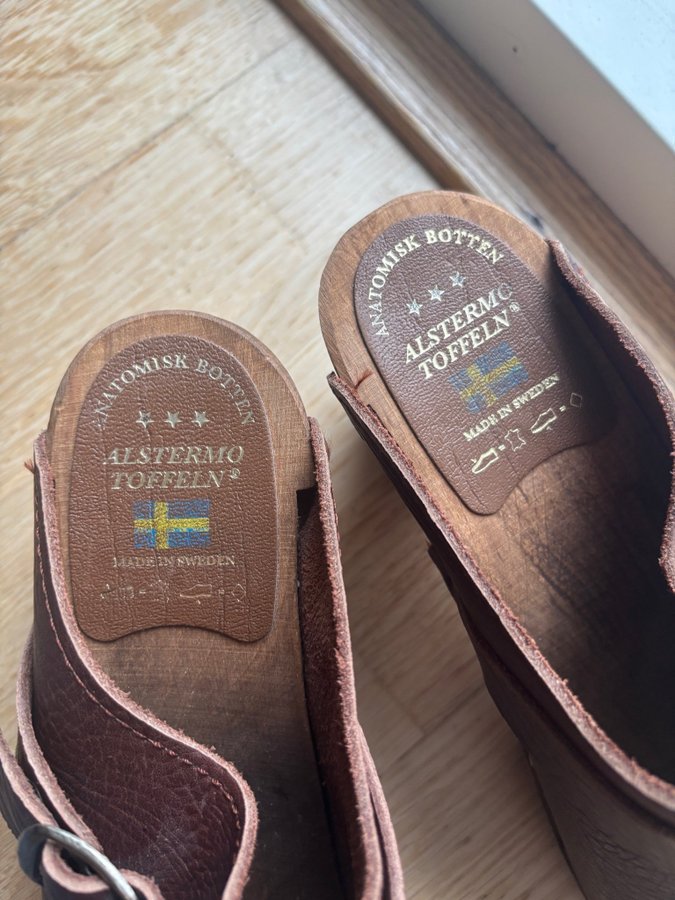 ANATOMISK BOTTEN
ALSTERMO
TOFFELN®
MADE IN SWEDEN
ANATOMISK BOTTEN
ALSTERMO
TOFFELN®
MADE IN SWEDEN